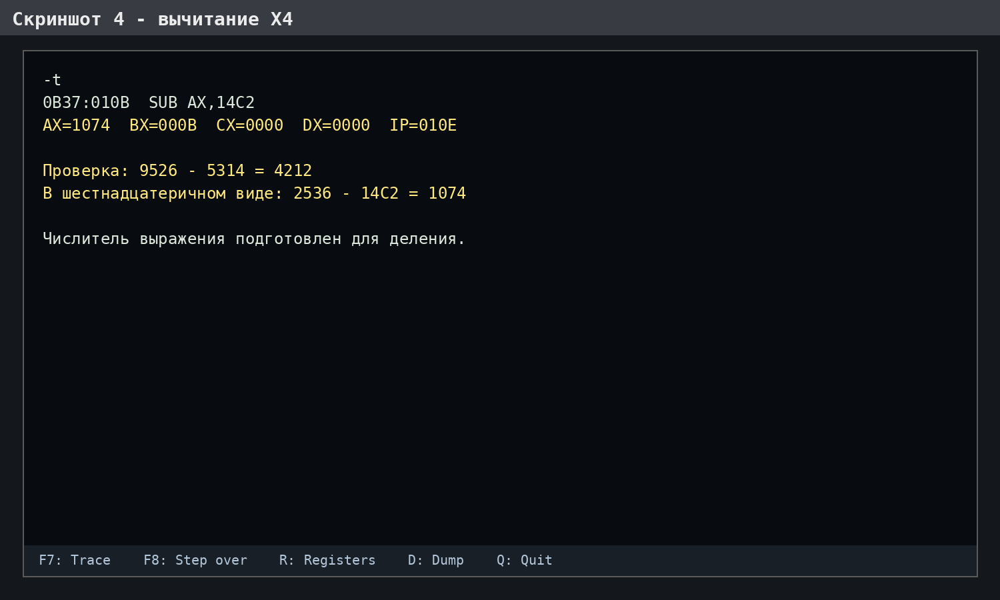 Скриншот 4 - вычитание X4
-t
0B37:010B  SUB AX,14C2
AX=1074  BX=000B  CX=0000  DX=0000  IP=010E
Проверка: 9526 - 5314 = 4212
В шестнадцатеричном виде: 2536 - 14C2 = 1074
Числитель выражения подготовлен для деления.
F7: Trace    F8: Step over    R: Registers    D: Dump    Q: Quit